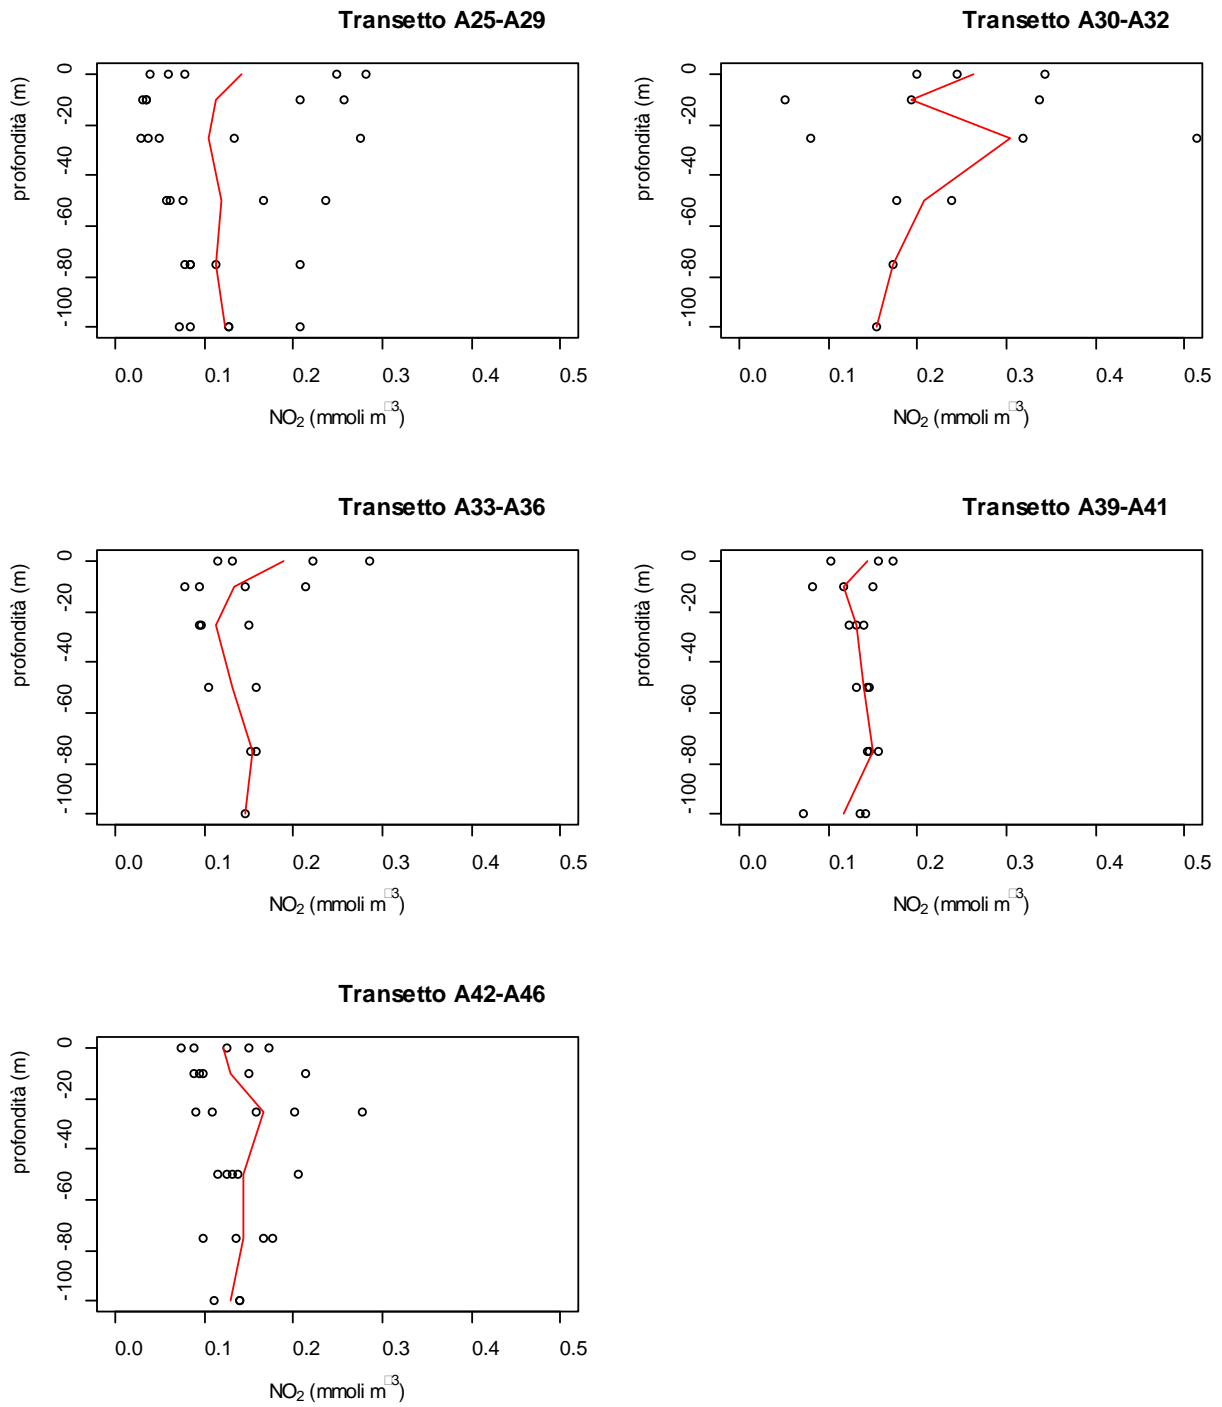 Transetto A25-A29
profondità (m)
0
-20
-40
-60
-80
-100
0.0 0.1 0.2 0.3 0.4 0.5
NO₂ (mmoli m□³)
Transetto A30-A32
profondità (m)
0
-20
-40
-60
-80
-100
0.0 0.1 0.2 0.3 0.4 0.5
NO₂ (mmoli m□³)
Transetto A33-A36
profondità (m)
0
-20
-40
-60
-80
-100
0.0 0.1 0.2 0.3 0.4 0.5
NO₂ (mmoli m□³)
Transetto A39-A41
profondità (m)
0
-20
-40
-60
-80
-100
0.0 0.1 0.2 0.3 0.4 0.5
NO₂ (mmoli m□³)
Transetto A42-A46
profondità (m)
0
-20
-40
-60
-80
-100
0.0 0.1 0.2 0.3 0.4 0.5
NO₂ (mmoli m□³)